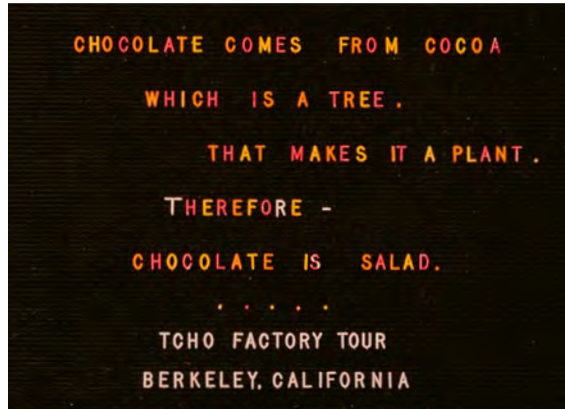 CHOCOLATE COMES FROM COCOA
WHICH IS A TREE.
THAT MAKES IT A PLANT.
THEREFORE -
CHOCOLATE IS SALAD.
. . . . .
TCHO FACTORY TOUR
BERKELEY, CALIFORNIA